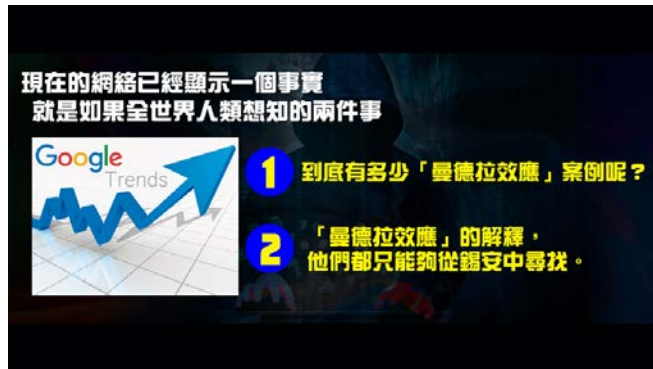 現在的網絡已經顯示一個事實
就是如果全世界人類想知的兩件事
Google
Trends
1 到底有多少「曼德拉效應」案例呢?
2 「曼德拉效應」的解釋,
他們都只能夠從錫安中尋找。